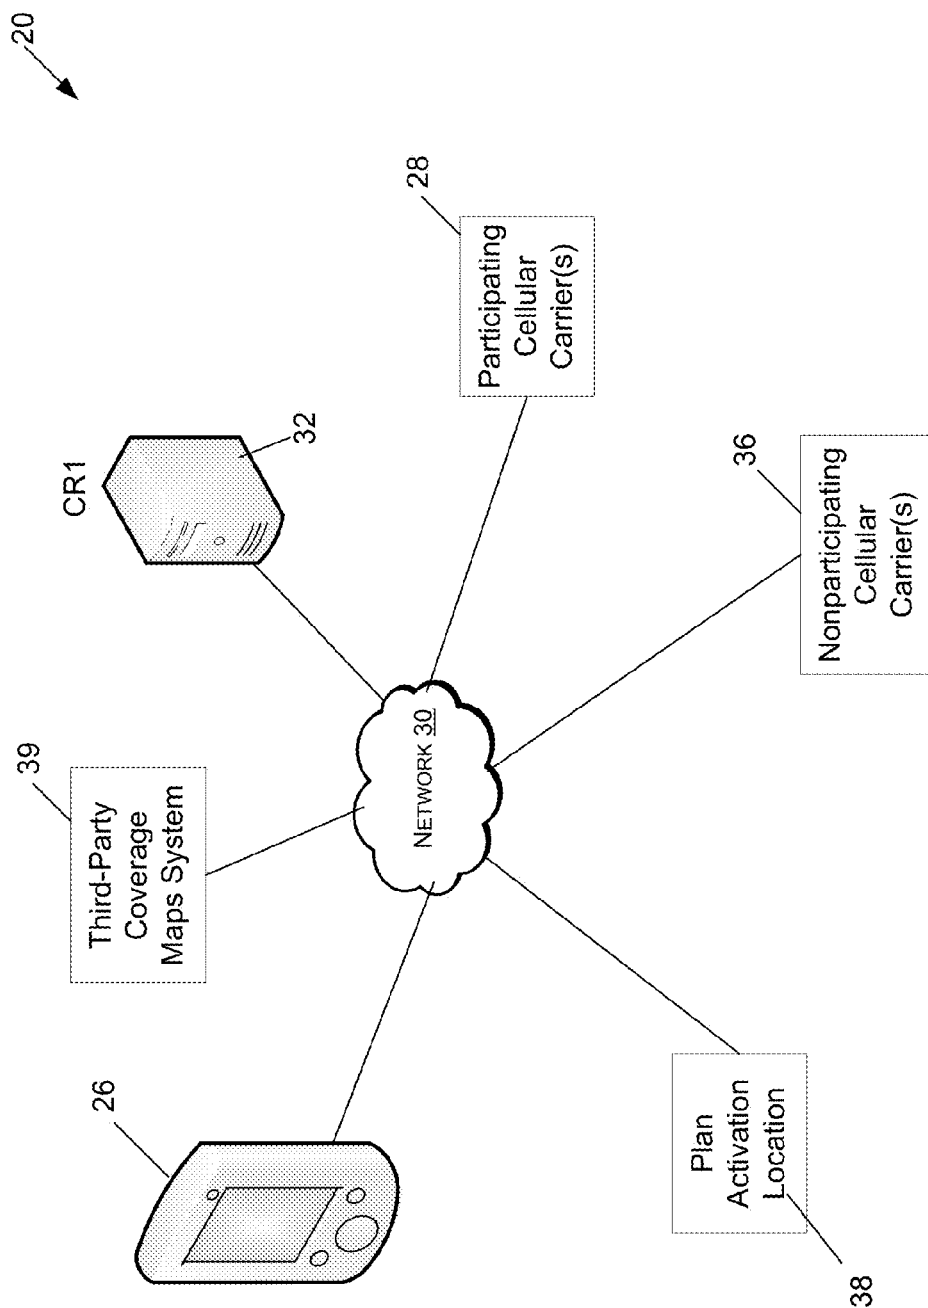 20
26
39
Third-Party
Coverage
Maps System
CR1
32
28
Participating
Cellular
Carrier(s)
NETWORK 30
36
Nonparticipating
Cellular
Carrier(s)
Plan
Activation
Location
38